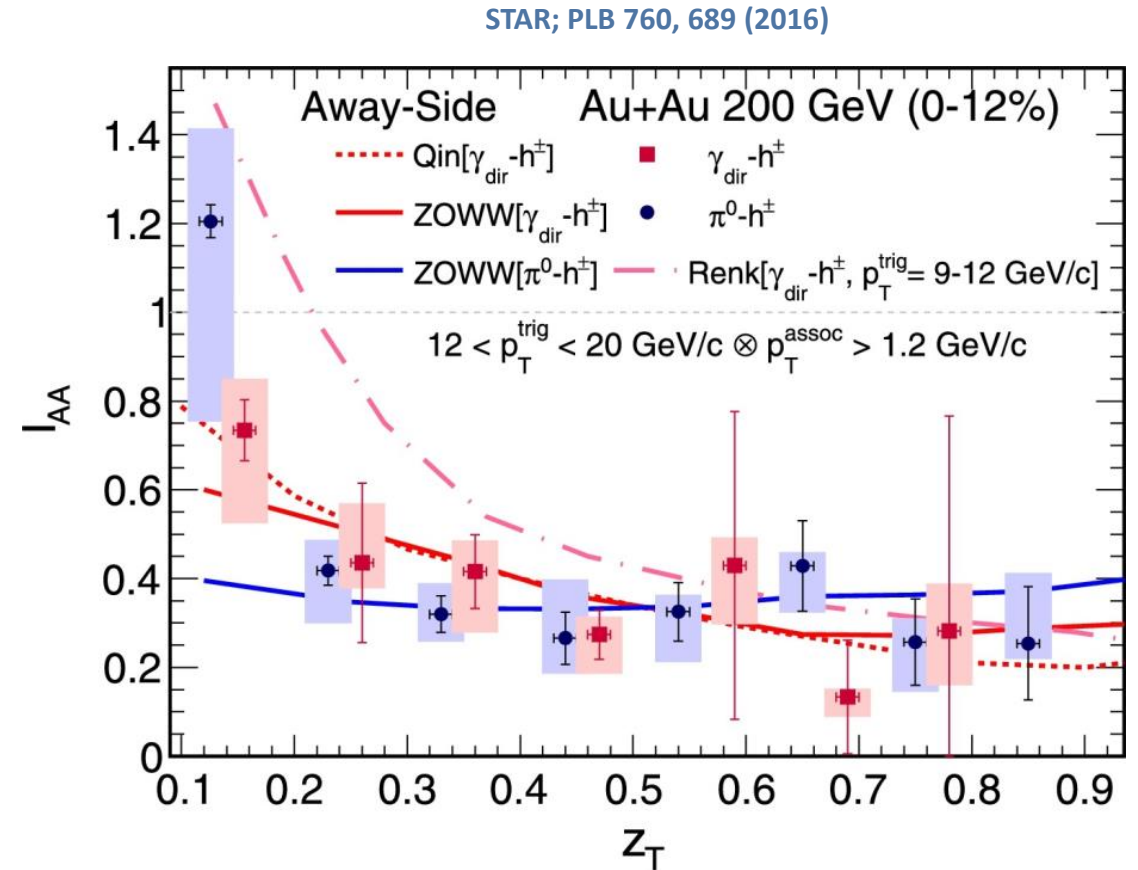 STAR; PLB 760, 689 (2016)
Away-Side Au+Au 200 GeV (0-12%)
Qin[γdir-h±] γdir-h±
ZOWW[γdir-h±] π0-h±
ZOWW[π0-h±] Renk[γdir-h±, pTtrig= 9-12 GeV/c]
12 < pTtrig < 20 GeV/c ⊗ pTassoc > 1.2 GeV/c
IAA
1.4
1.2
1
0.8
0.6
0.4
0.2
0
0.1 0.2 0.3 0.4 0.5 0.6 0.7 0.8 0.9
zT